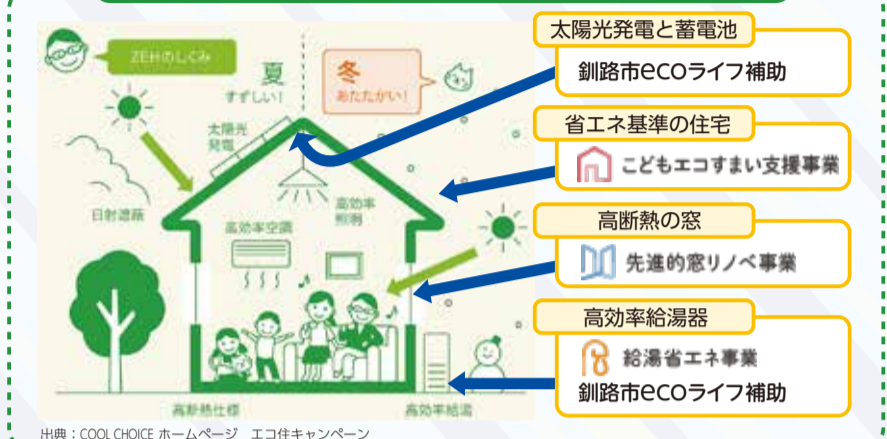 ZEHのしくみ
夏
すずしい！
冬
あたたかい！
太陽光
発電
日射遮蔽
高効率空調
高効率
照明
高断熱仕様
高効率給湯
太陽光発電と蓄電池
釧路市ecoライフ補助
省エネ基準の住宅
こどもエコすまい支援事業
高断熱の窓
先進的窓リノベ事業
高効率給湯器
給湯省エネ事業
釧路市ecoライフ補助
出典：COOL CHOICE ホームページ　エコ住キャンペーン